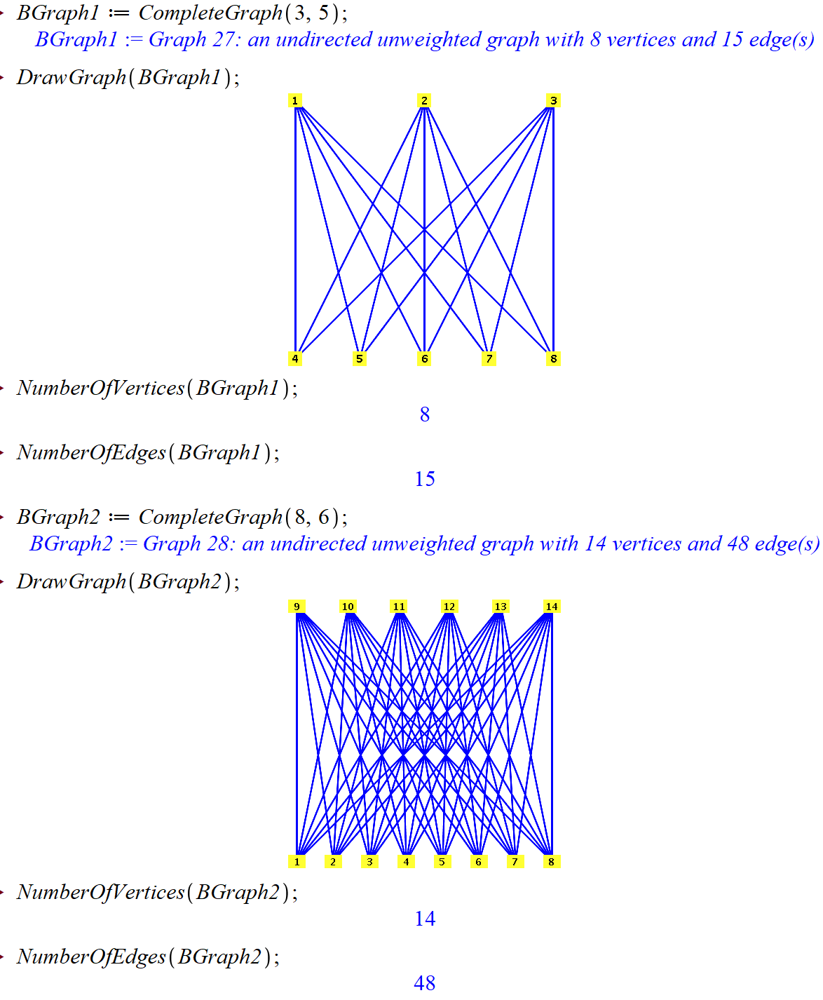 BGraph1 := CompleteGraph(3, 5);
BGraph1 := Graph 27: an undirected unweighted graph with 8 vertices and 15 edge(s)
DrawGraph(BGraph1);
1 2 3
4 5 6 7 8
NumberOfVertices(BGraph1);
8
NumberOfEdges(BGraph1);
15
BGraph2 := CompleteGraph(8, 6);
BGraph2 := Graph 28: an undirected unweighted graph with 14 vertices and 48 edge(s)
DrawGraph(BGraph2);
9 10 11 12 13 14
1 2 3 4 5 6 7 8
NumberOfVertices(BGraph2);
14
NumberOfEdges(BGraph2);
48